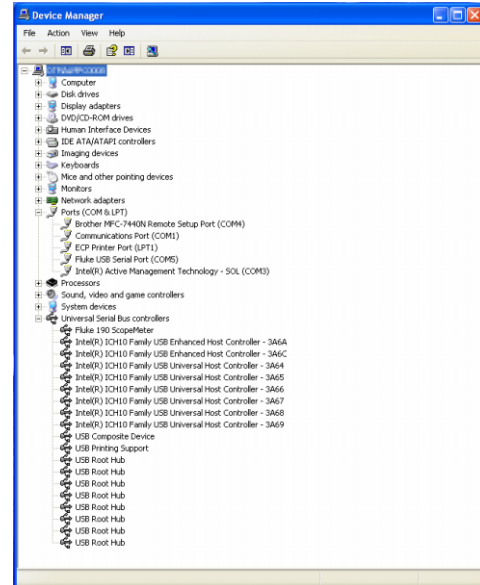 Device Manager
File Action View Help
Computer
Disk drives
Display adapters
DVD/CD-ROM drives
Human Interface Devices
IDE ATA/ATAPI controllers
Imaging devices
Keyboards
Mice and other pointing devices
Monitors
Network adapters
Ports (COM & LPT)
Brother MFC-7440N Remote Setup Port (COM4)
Communications Port (COM1)
ECP Printer Port (LPT1)
Fluke USB Serial Port (COM5)
Intel(R) Active Management Technology - SOL (COM3)
Processors
Sound, video and game controllers
System devices
Universal Serial Bus controllers
Fluke 190 ScopeMeter
Intel(R) ICH10 Family USB Enhanced Host Controller - 3A6A
Intel(R) ICH10 Family USB Enhanced Host Controller - 3A6C
Intel(R) ICH10 Family USB Universal Host Controller - 3A64
Intel(R) ICH10 Family USB Universal Host Controller - 3A65
Intel(R) ICH10 Family USB Universal Host Controller - 3A66
Intel(R) ICH10 Family USB Universal Host Controller - 3A67
Intel(R) ICH10 Family USB Universal Host Controller - 3A68
Intel(R) ICH10 Family USB Universal Host Controller - 3A69
USB Composite Device
USB Printing Support
USB Root Hub
USB Root Hub
USB Root Hub
USB Root Hub
USB Root Hub
USB Root Hub
USB Root Hub
USB Root Hub